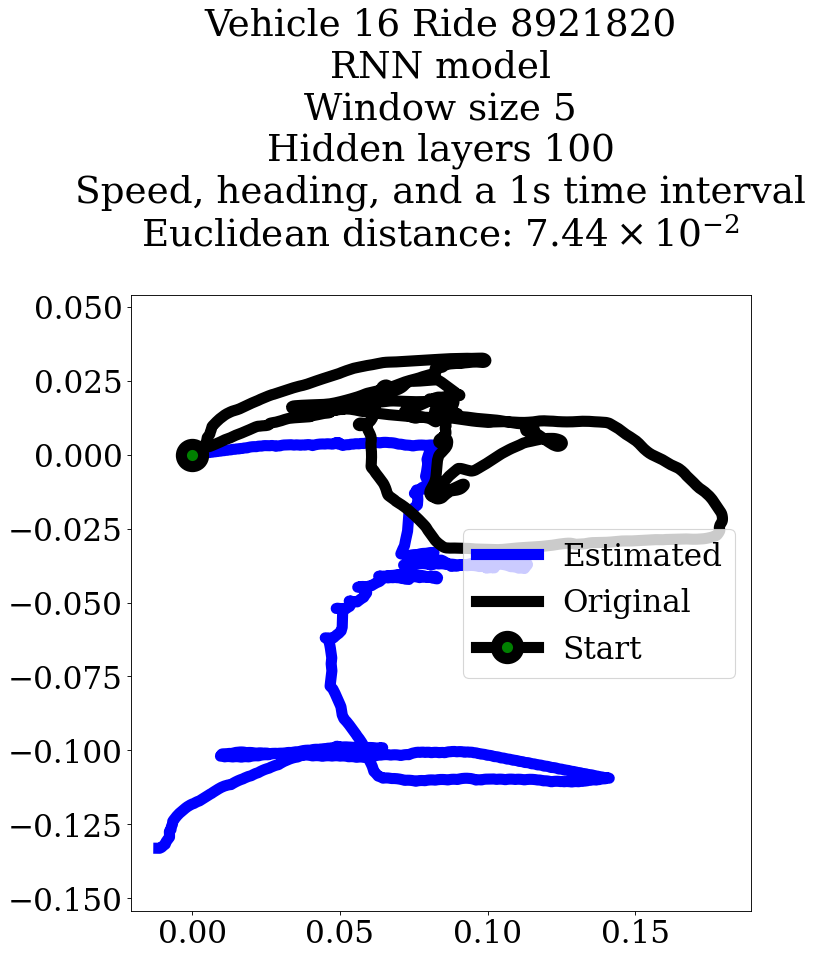 Vehicle 16 Ride 8921820
RNN model
Window size 5
Hidden layers 100
Speed, heading, and a 1s time interval
Euclidean distance: 7.44 × 10⁻²
0.050
0.025
0.000
−0.025
−0.050
−0.075
−0.100
−0.125
−0.150
Estimated
Original
Start
0.00 0.05 0.10 0.15